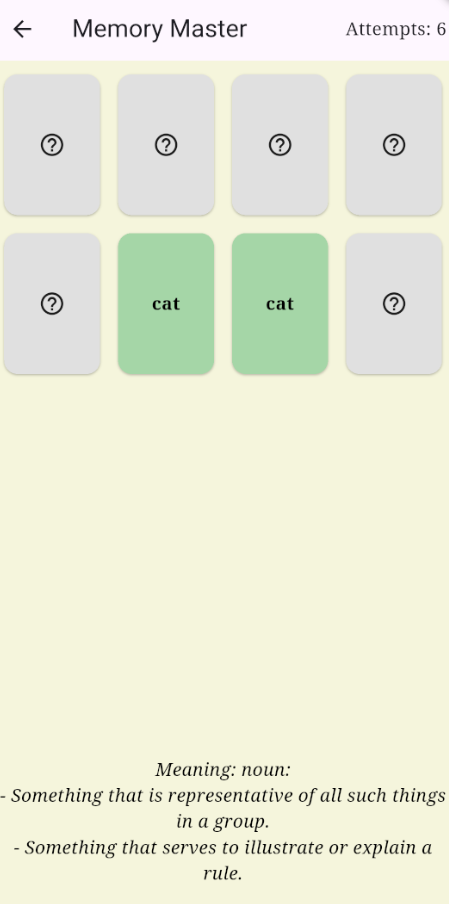 Memory Master Attempts: 6
cat cat
Meaning: noun:
- Something that is representative of all such things
in a group.
- Something that serves to illustrate or explain a
rule.